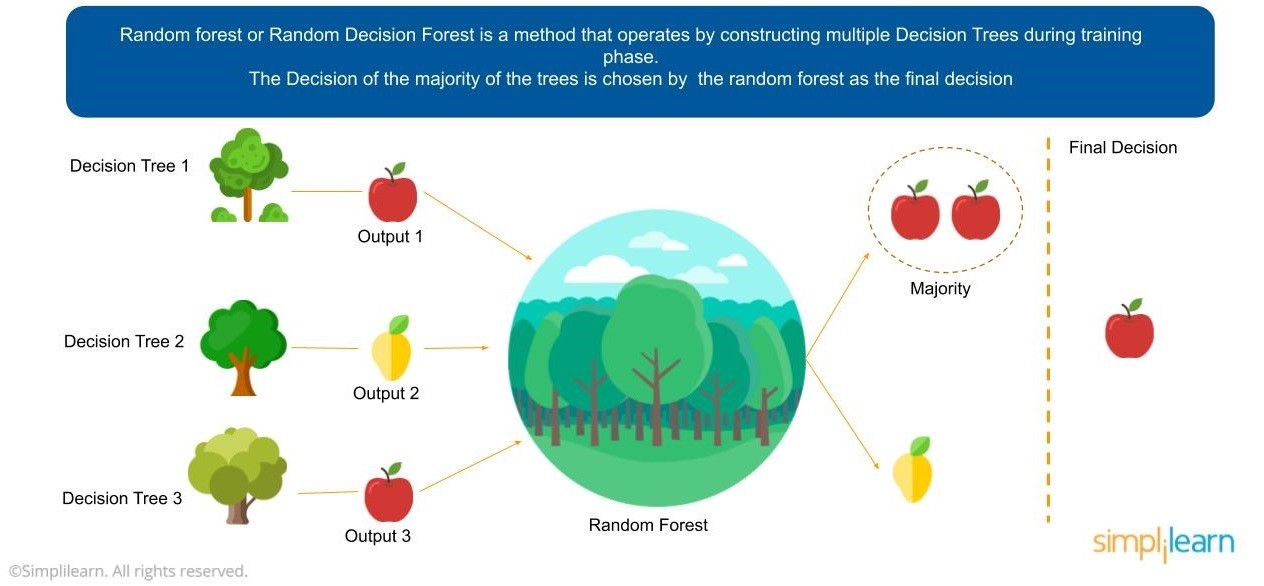 Random forest or Random Decision Forest is a method that operates by constructing multiple Decision Trees during training
phase.
The Decision of the majority of the trees is chosen by the random forest as the final decision
Decision Tree 1
Output 1
Decision Tree 2
Output 2
Decision Tree 3
Output 3
Random Forest
Majority
Final Decision
simplilearn
©Simplilearn. All rights reserved.